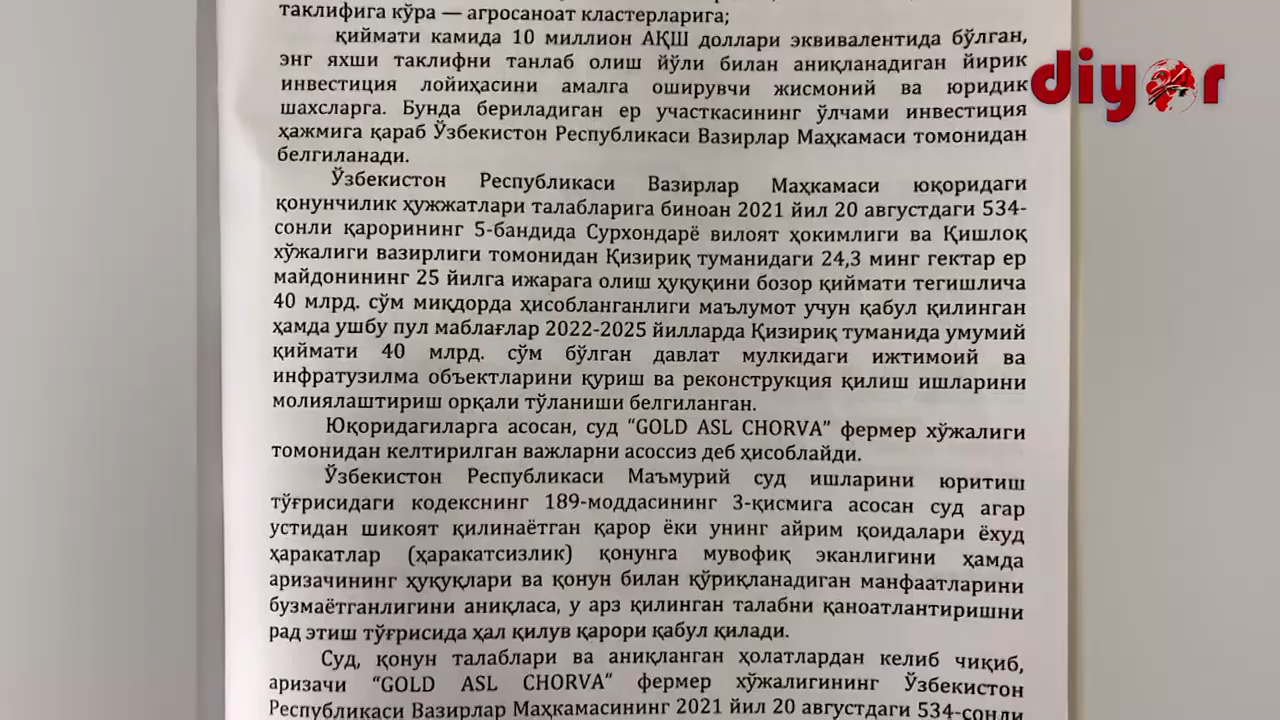 таклифига кўра — агросаноат кластерларига;
қиймати камида 10 миллион АҚШ доллари эквивалентида бўлган,
энг яхши таклифни танлаб олиш йўли билан аниқланадиган йирик
инвестиция лойиҳасини амалга оширувчи жисмоний ва юридик
шахсларга. Бунда бериладиган ер участкасининг ўлчами инвестиция
ҳажмига қараб Ўзбекистон Республикаси Вазирлар Маҳкамаси томонидан
белгиланади.
Ўзбекистон Республикаси Вазирлар Маҳкамаси юқоридаги
қонунчилик ҳужжатлари талабларига биноан 2021 йил 20 августдаги 534-
сонли қарорининг 5-бандида Сурхондарё вилоят ҳокимлиги ва Қишлоқ
хўжалиги вазирлиги томонидан Қизириқ туманидаги 24,3 минг гектар ер
майдонининг 25 йилга ижарага олиш ҳуқуқини бозор қиймати тегишлича
40 млрд. сўм миқдорда ҳисобланганлиги маълумот учун қабул қилинган
ҳамда ушбу пул маблағлар 2022-2025 йилларда Қизириқ туманида умумий
қиймати 40 млрд. сўм бўлган давлат мулкидаги ижтимоий ва
инфратузилма объектларини қуриш ва реконструкция қилиш ишларини
молиялаштириш орқали тўланиши белгиланган.
Юқоридагиларга асосан, суд “GOLD ASL CHORVA” фермер хўжалиги
томонидан келтирилган важларни асоссиз деб ҳисоблайди.
Ўзбекистон Республикаси Маъмурий суд ишларини юритиш
тўғрисидаги кодекснинг 189-моддасининг 3-қисмига асосан суд агар
устидан шикоят қилинаётган қарор ёки унинг айрим қоидалари ёхуд
ҳаракатлар (ҳаракатсизлик) қонунга мувофиқ эканлигини ҳамда
аризачининг ҳуқуқлари ва қонун билан қўриқланадиган манфаатларини
бузмаётганлигини аниқласа, у арз қилинган талабни қаноатлантиришни
рад этиш тўғрисида ҳал қилув қарори қабул қилади.
Суд, қонун талаблари ва аниқланган ҳолатлардан келиб чиқиб,
аризачи “GOLD ASL CHORVA” фермер хўжалигининг Ўзбекистон
Республикаси Вазирлар Маҳкамасининг 2021 йил 20 августдаги 534-сонли
diyor